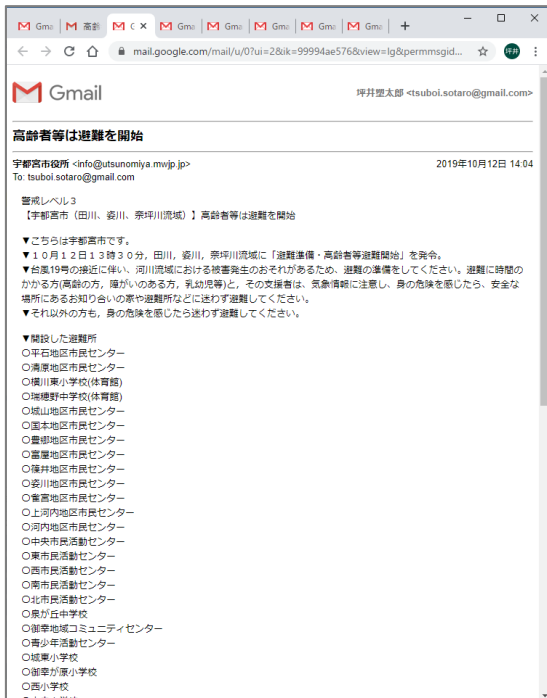 Gma
高齢
G
Gma
Gma
Gma
Gma
Gma
mail.google.com/mail/u/0?ui=2&ik=99994ae576&view=lg&permmsgid...
坪井
Gmail
坪井塑太郎 <tsuboi.sotaro@gmail.com>
高齢者等は避難を開始
宇都宮市役所 <info@utsunomiya.mwjp.jp>
2019年10月12日 14:04
To: tsuboi.sotaro@gmail.com
警戒レベル3
【宇都宮市（田川、姿川、奈坪川流域）】高齢者等は避難を開始
▼こちらは宇都宮市です。
▼１０月１２日１３時３０分，田川，姿川，奈坪川流域に「避難準備・高齢者等避難開始」を発令。
▼台風19号の接近に伴い、河川流域における被害発生のおそれがあるため、避難の準備をしてください。避難に時間の
かかる方(高齢の方，障がいのある方，乳幼児等)と，その支援者は、気象情報に注意し、身の危険を感じたら、安全な
場所にあるお知り合いの家や避難所などに迷わず避難してください。
▼それ以外の方も，身の危険を感じたら迷わず避難してください。
▼開設した避難所
○平石地区市民センター
○清原地区市民センター
○横川東小学校(体育館)
○瑞穂野中学校(体育館)
○城山地区市民センター
○国本地区市民センター
○豊郷地区市民センター
○富屋地区市民センター
○篠井地区市民センター
○姿川地区市民センター
○雀宮地区市民センター
○上河内地区市民センター
○河内地区市民センター
○中央市民活動センター
○東市民活動センター
○西市民活動センター
○南市民活動センター
○北市民活動センター
○泉が丘中学校
○御幸地域コミュニティセンター
○青少年活動センター
○城東小学校
○御幸が原小学校
○西小学校